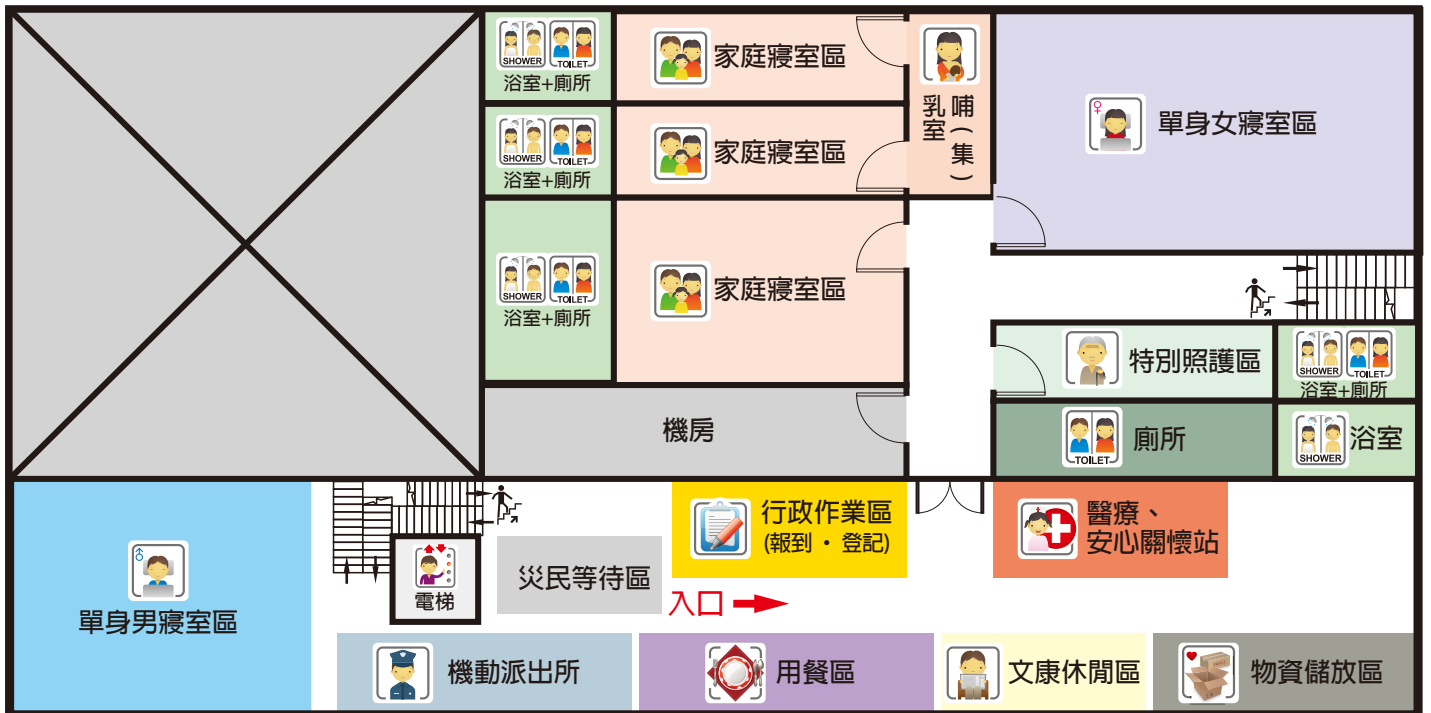 SHOWER TOILET
浴室+廁所
家庭寢室區
哺(集)
乳室
單身女寢室區
SHOWER TOILET
浴室+廁所
家庭寢室區
SHOWER TOILET
浴室+廁所
家庭寢室區
特別照護區
SHOWER TOILET
浴室+廁所
機房
TOILET
廁所
SHOWER
浴室
單身男寢室區
電梯
災民等待區
行政作業區
(報到・登記)
入口
醫療、
安心關懷站
機動派出所
用餐區
文康休閒區
物資儲放區